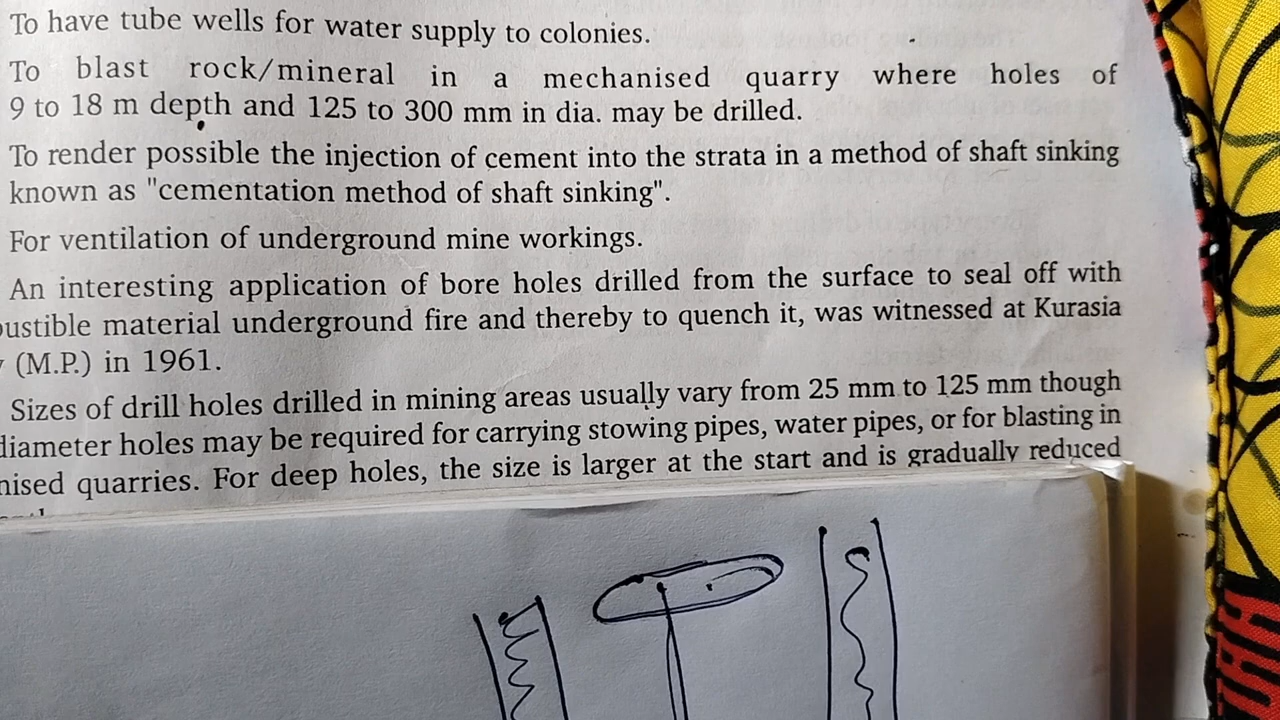 To have tube wells for water supply to colonies.
To blast rock/mineral in a mechanised quarry where holes of
9 to 18 m depth and 125 to 300 mm in dia. may be drilled.
To render possible the injection of cement into the strata in a method of shaft sinking
known as "cementation method of shaft sinking".
For ventilation of underground mine workings.
An interesting application of bore holes drilled from the surface to seal off with
ustible material underground fire and thereby to quench it, was witnessed at Kurasia
(M.P.) in 1961.
Sizes of drill holes drilled in mining areas usually vary from 25 mm to 125 mm though
diameter holes may be required for carrying stowing pipes, water pipes, or for blasting in
nised quarries. For deep holes, the size is larger at the start and is gradually reduced